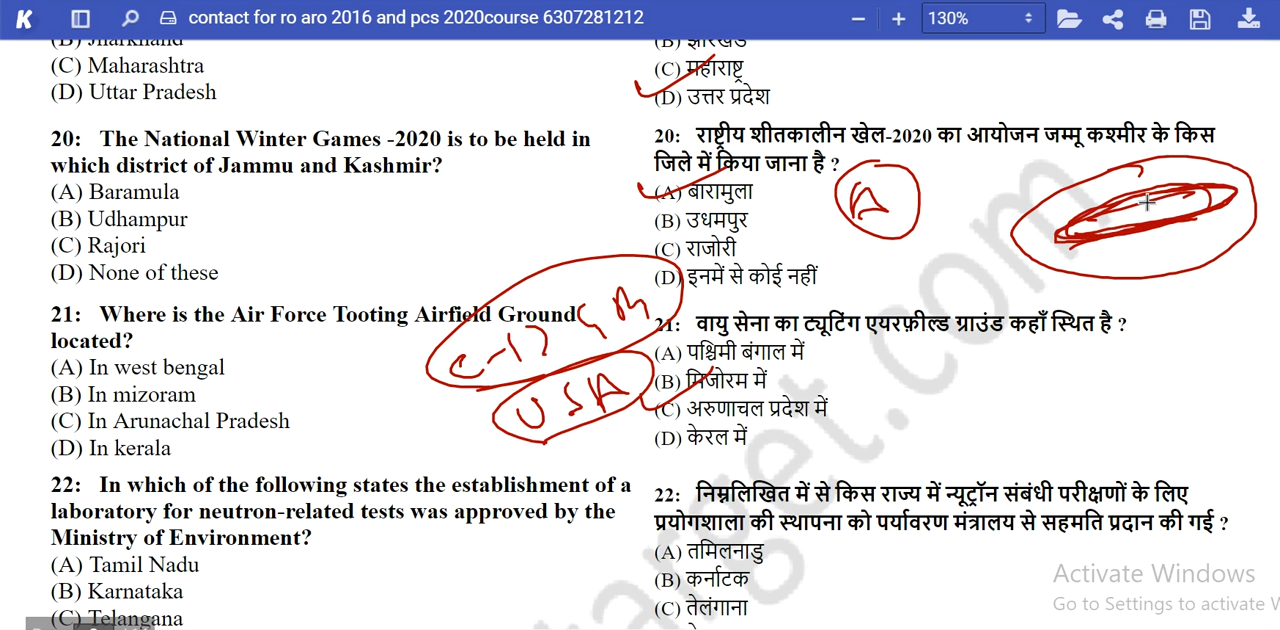 contact for ro aro 2016 and pcs 2020course 6307281212
130%
(B) Jharkhand
(C) Maharashtra
(D) Uttar Pradesh
20: The National Winter Games -2020 is to be held in
which district of Jammu and Kashmir?
(A) Baramula
(B) Udhampur
(C) Rajori
(D) None of these
21: Where is the Air Force Tooting Airfield Ground
located?
(A) In west bengal
(B) In mizoram
(C) In Arunachal Pradesh
(D) In kerala
22: In which of the following states the establishment of a
laboratory for neutron-related tests was approved by the
Ministry of Environment?
(A) Tamil Nadu
(B) Karnataka
(C) Telangana
(B) झारखंड
(C) महाराष्ट्र
(D) उत्तर प्रदेश
20: राष्ट्रीय शीतकालीन खेल-2020 का आयोजन जम्मू कश्मीर के किस
जिले में किया जाना है ?
(A) बारामुला
(B) उधमपुर
(C) राजोरी
(D) इनमें से कोई नहीं
21: वायु सेना का ट्यूटिंग एयरफ़ील्ड ग्राउंड कहाँ स्थित है ?
(A) पश्चिमी बंगाल में
(B) मिजोरम में
(C) अरुणाचल प्रदेश में
(D) केरल में
22: निम्नलिखित में से किस राज्य में न्यूट्रॉन संबंधी परीक्षणों के लिए
प्रयोगशाला की स्थापना को पर्यावरण मंत्रालय से सहमति प्रदान की गई ?
(A) तमिलनाडु
(B) कर्नाटक
(C) तेलंगाना
A
C-17 GM
USA
target.com
Activate Windows
Go to Settings to activate W